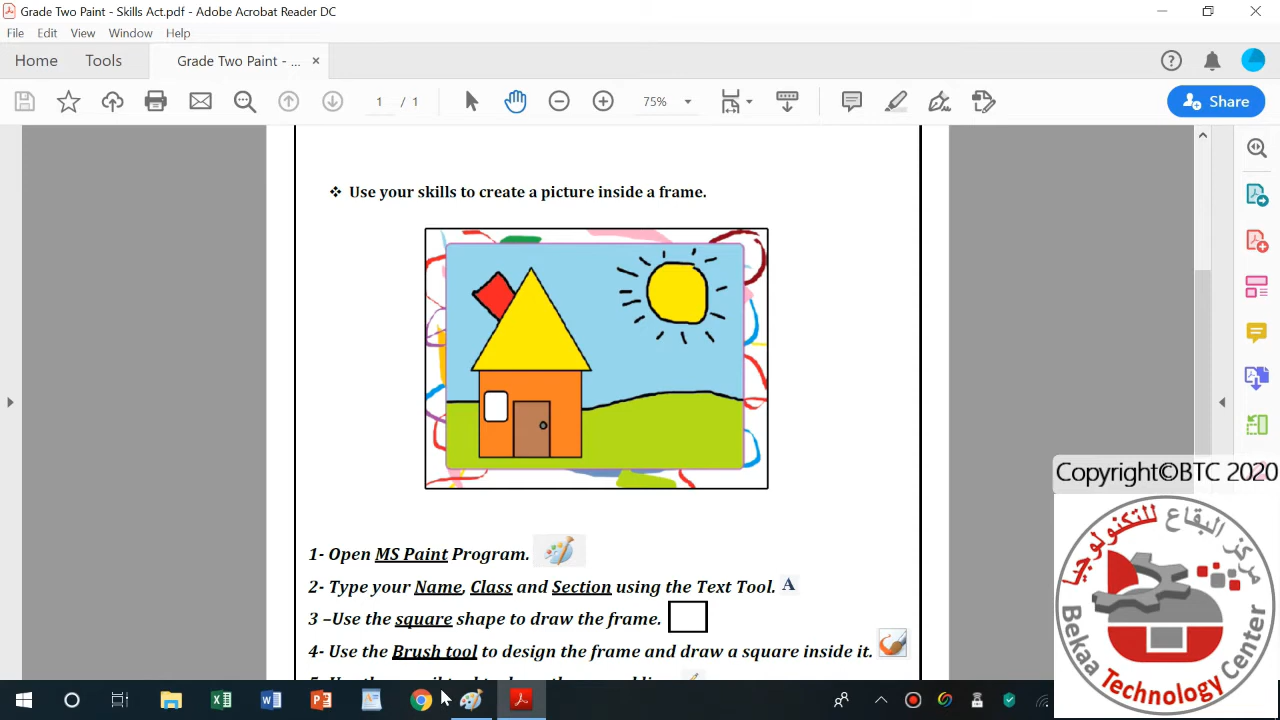 Grade Two Paint - Skills Act.pdf - Adobe Acrobat Reader DC
File Edit View Window Help
Home Tools Grade Two Paint - ... ×
1 / 1 75% Share
❖ Use your skills to create a picture inside a frame.
1- Open MS Paint Program.
2- Type your Name, Class and Section using the Text Tool. A
3 –Use the square shape to draw the frame.
4- Use the Brush tool to design the frame and draw a square inside it.
Copyright©BTC 2020
مركز البقاع للتكنولوجيا
Bekaa Technology Center